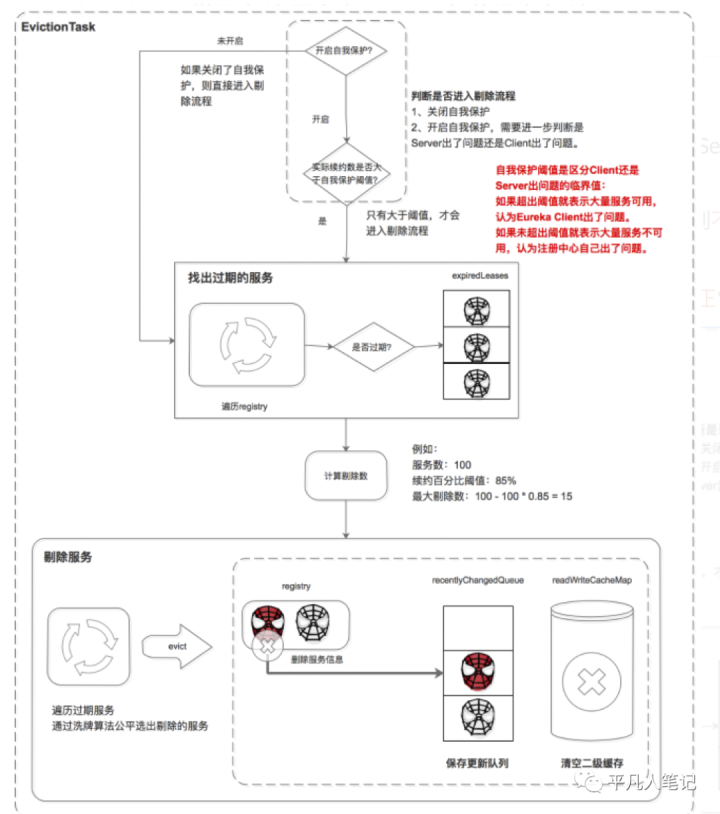 EvictionTask
未开启
开启自我保护?
如果关闭了自我保
护，则直接进入剔
除流程
开启
判断是否进入剔除流程
1、关闭自我保护
2、开启自我保护，需要进一步判断是
Server出了问题还是Client出了问题。
实际续约数是否大
于自我保护阈值?
自我保护阈值是区分Client还是
Server出问题的临界值：
如果超出阈值就表示大量服务可用，
认为Eureka Client出了问题。
如果未超出阈值就表示大量服务不可
用，认为注册中心自己出了问题。
是
只有大于阈值，才会
进入剔除流程
找出过期的服务
expiredLeases
是否过期?
遍历registry
计算剔除数
例如：
服务数：100
续约百分比阈值：85%
最大剔除数：100 - 100 * 0.85 = 15
剔除服务
registry
recentlyChangedQueue
readWriteCacheMap
evict
删除服务信息
遍历过期服务
通过洗牌算法公平选出剔除的服务
保存更新队列
清空二级缓存
平凡人笔记